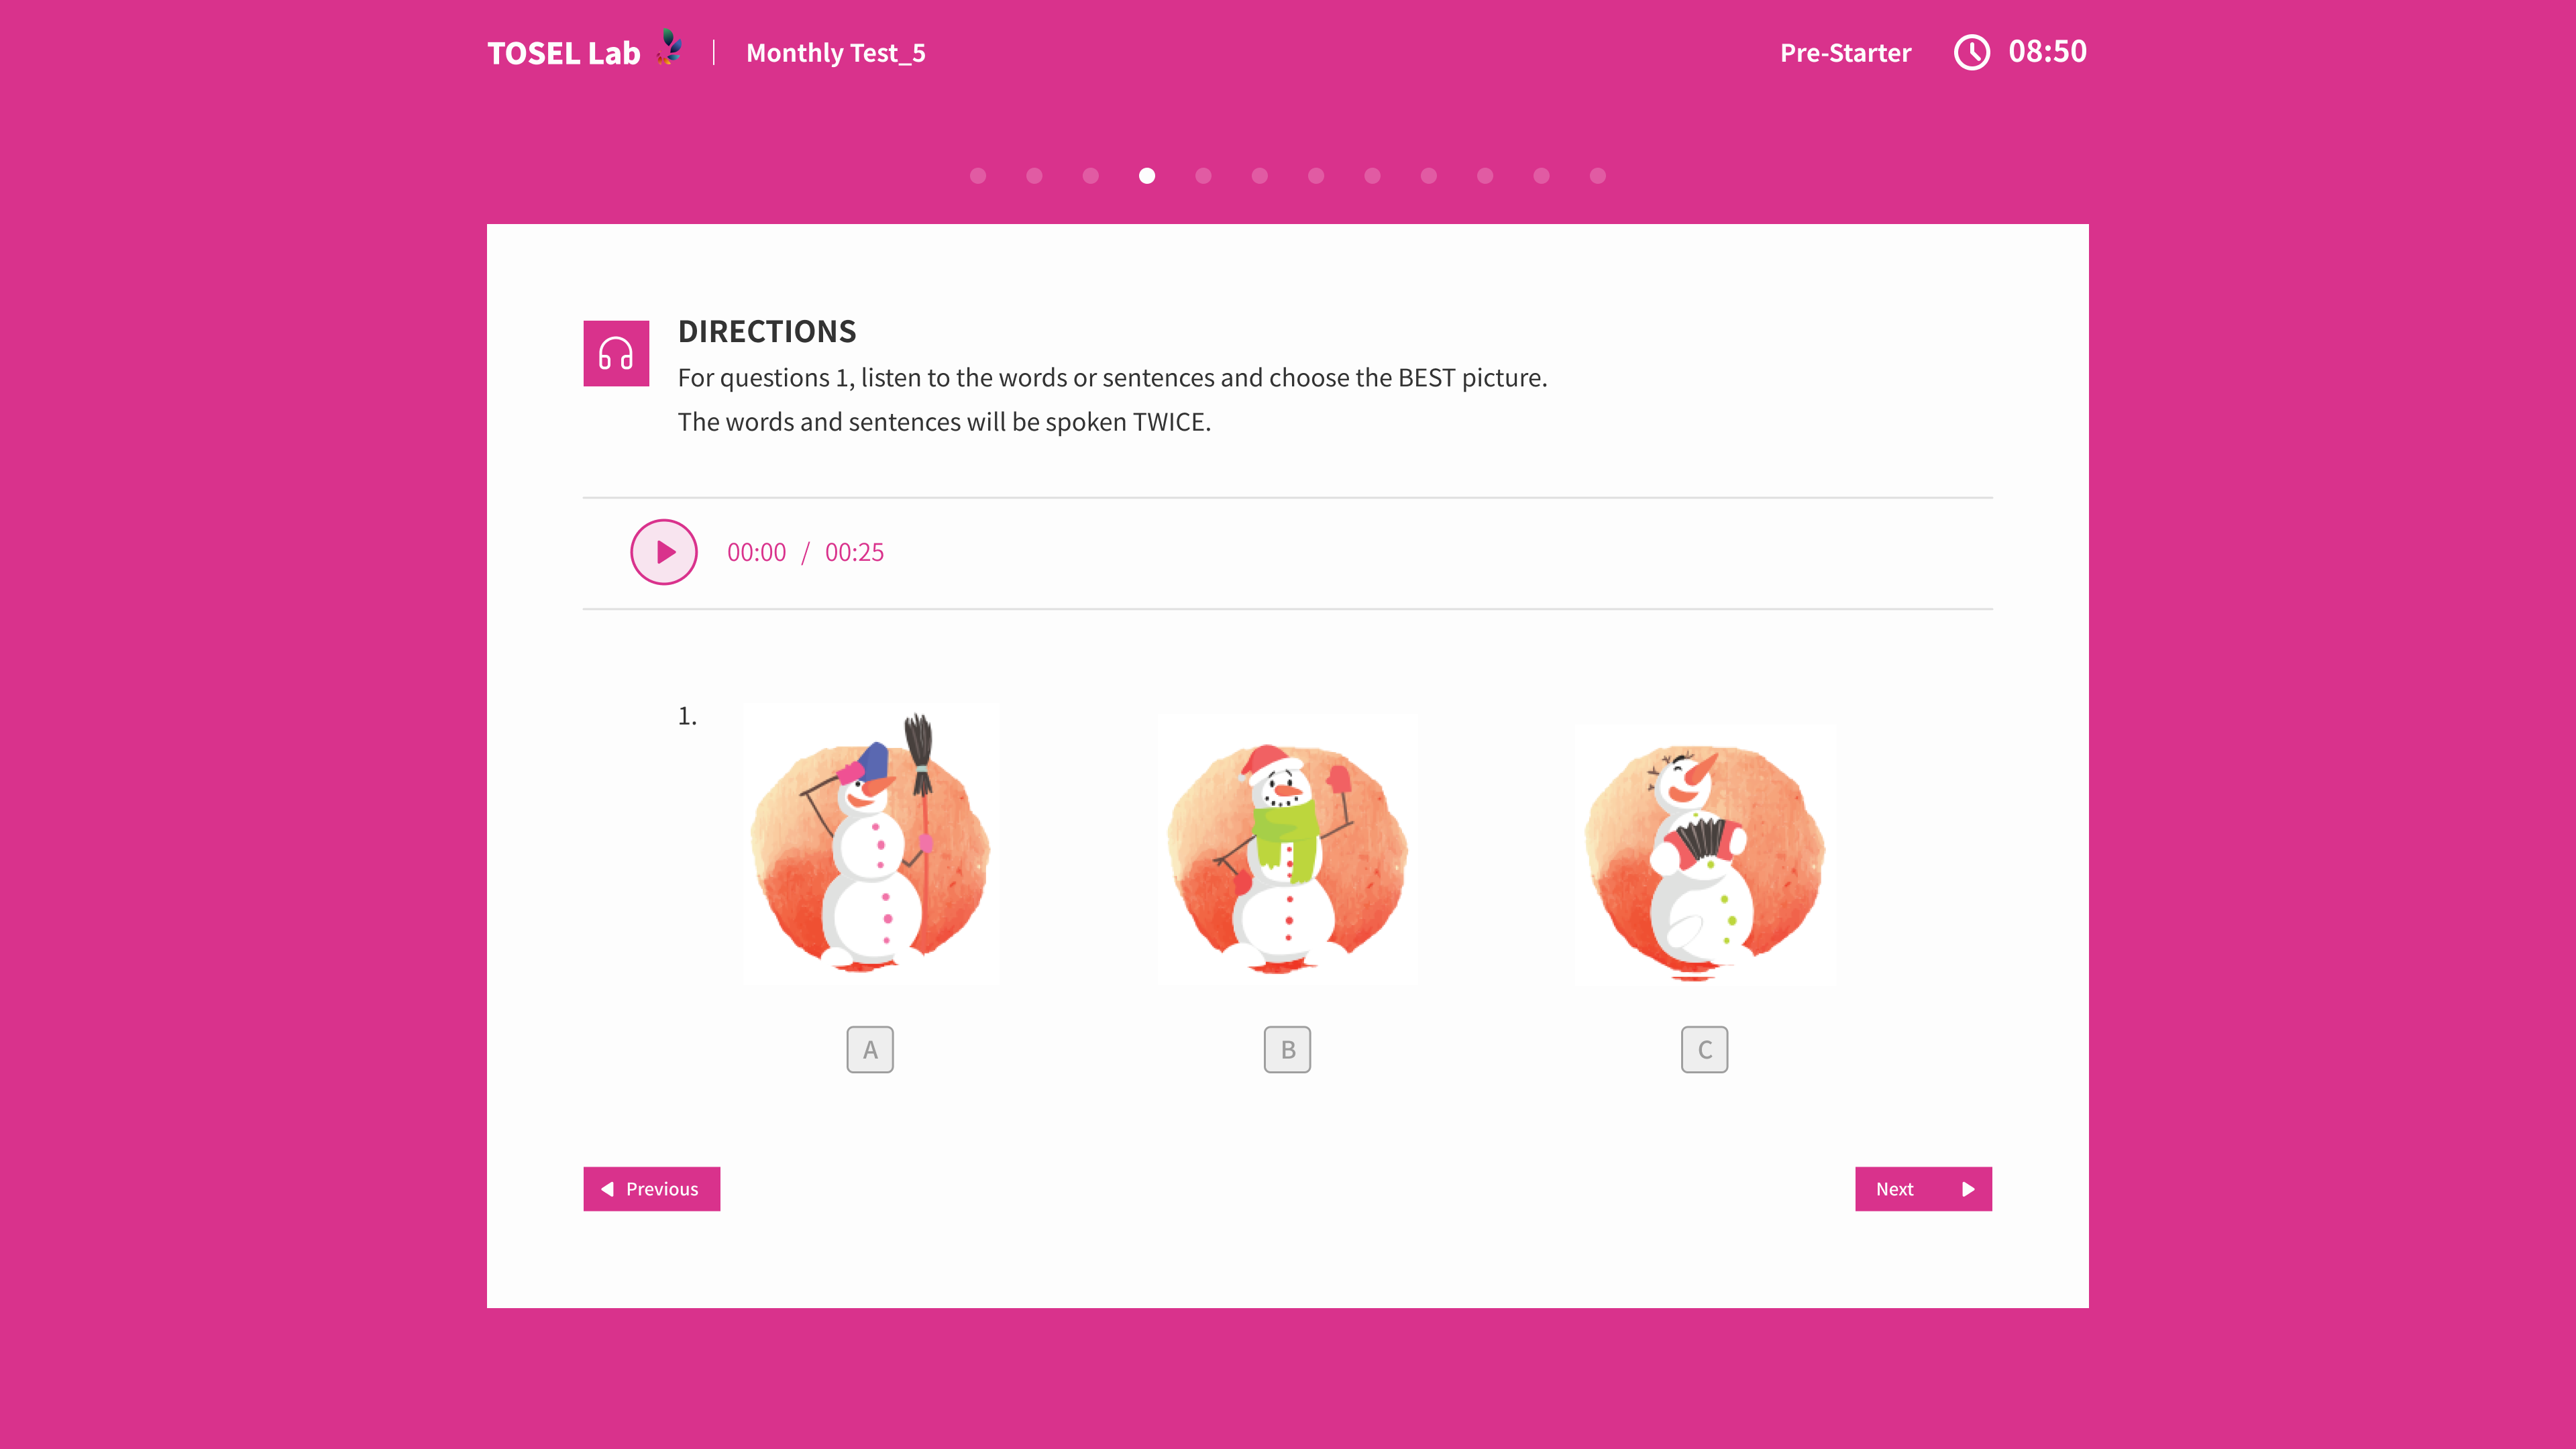 TOSEL Lab
Monthly Test_5
Pre-Starter
08:50
DIRECTIONS
For questions 1, listen to the words or sentences and choose the BEST picture.
The words and sentences will be spoken TWICE.
00:00 / 00:25
1.
A
B
C
Previous
Next